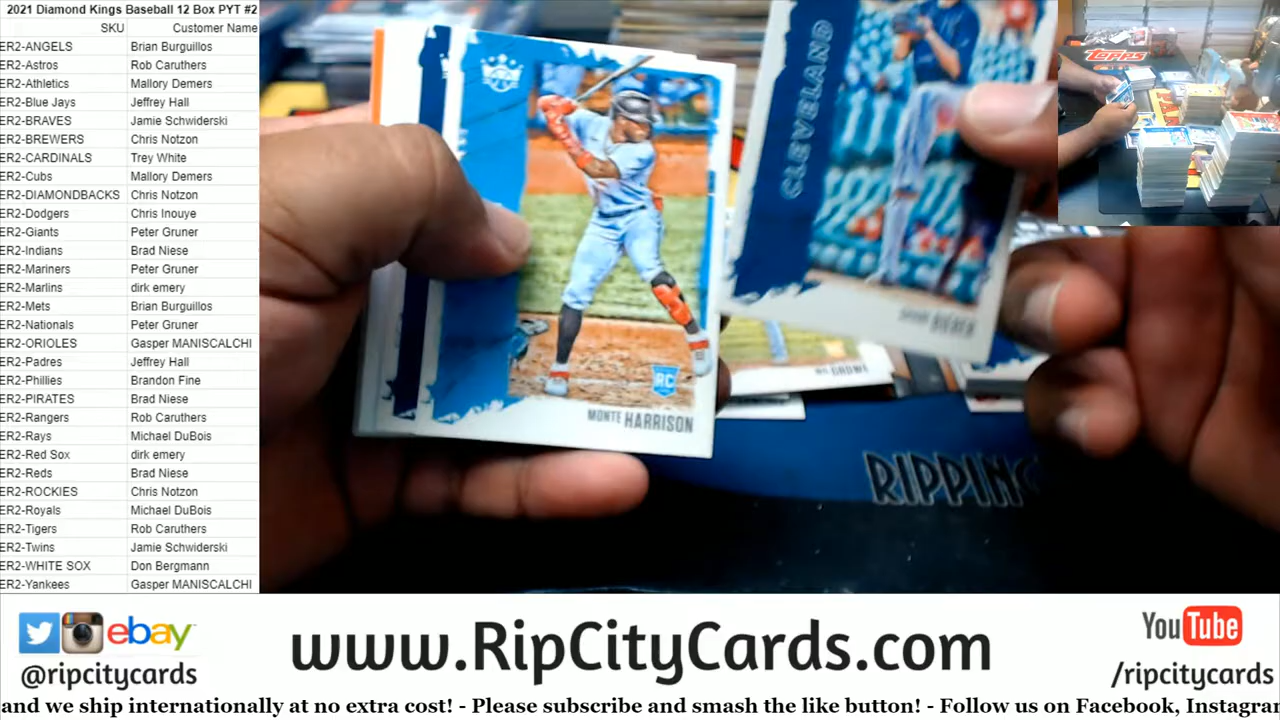 2021 Diamond Kings Baseball 12 Box PYT #2
SKU Customer Name
ER2-ANGELS Brian Burguillos
ER2-Astros Rob Caruthers
ER2-Athletics Mallory Demers
ER2-Blue Jays Jeffrey Hall
ER2-BRAVES Jamie Schwiderski
ER2-BREWERS Chris Notzon
ER2-CARDINALS Trey White
ER2-Cubs Mallory Demers
ER2-DIAMONDBACKS Chris Notzon
ER2-Dodgers Chris Inouye
ER2-Giants Peter Gruner
ER2-Indians Brad Niese
ER2-Mariners Peter Gruner
ER2-Marlins dirk emery
ER2-Mets Brian Burguillos
ER2-Nationals Peter Gruner
ER2-ORIOLES Gasper MANISCALCHI
ER2-Padres Jeffrey Hall
ER2-Phillies Brandon Fine
ER2-PIRATES Brad Niese
ER2-Rangers Rob Caruthers
ER2-Rays Michael DuBois
ER2-Red Sox dirk emery
ER2-Reds Brad Niese
ER2-ROCKIES Chris Notzon
ER2-Royals Michael DuBois
ER2-Tigers Rob Caruthers
ER2-Twins Jamie Schwiderski
ER2-WHITE SOX Don Bergmann
ER2-Yankees Gasper MANISCALCHI
CLEVELAND
BIEBER
RC
MONTE HARRISON
CROWE
RIPPING
Topps
ebay
@ripcitycards
www.RipCityCards.com
YouTube
/ripcitycards
and we ship internationally at no extra cost! - Please subscribe and smash the like button! - Follow us on Facebook, Instagra